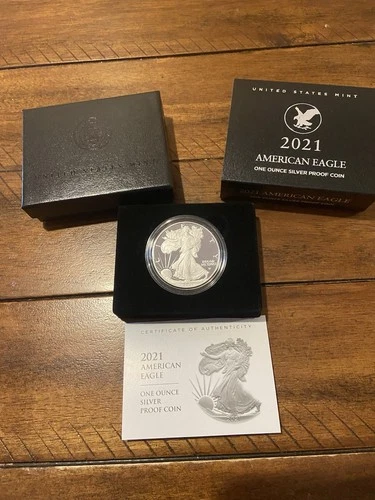 UNITED STATES MINT
2021
AMERICAN EAGLE
ONE OUNCE SILVER PROOF COIN
2021 AMERICAN EAGLE
CERTIFICATE OF AUTHENTICITY
2021
AMERICAN
EAGLE
ONE OUNCE
SILVER
PROOF COIN